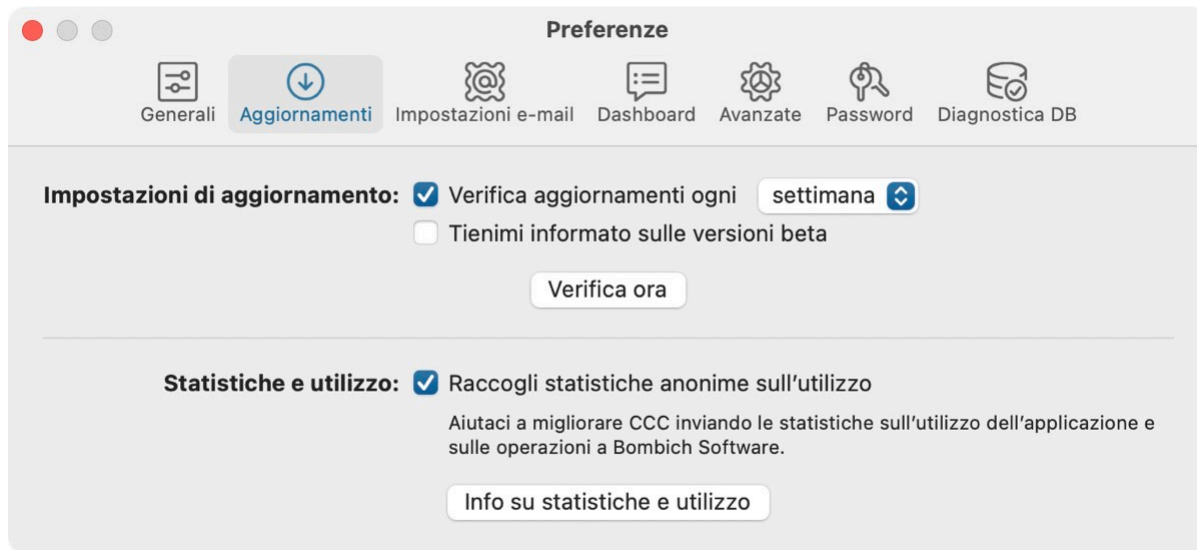 Preferenze
Generali Aggiornamenti Impostazioni e-mail Dashboard Avanzate Password Diagnostica DB
Impostazioni di aggiornamento: Verifica aggiornamenti ogni settimana
Tienimi informato sulle versioni beta
Verifica ora
Statistiche e utilizzo: Raccogli statistiche anonime sull'utilizzo
Aiutaci a migliorare CCC inviando le statistiche sull'utilizzo dell'applicazione e
sulle operazioni a Bombich Software.
Info su statistiche e utilizzo